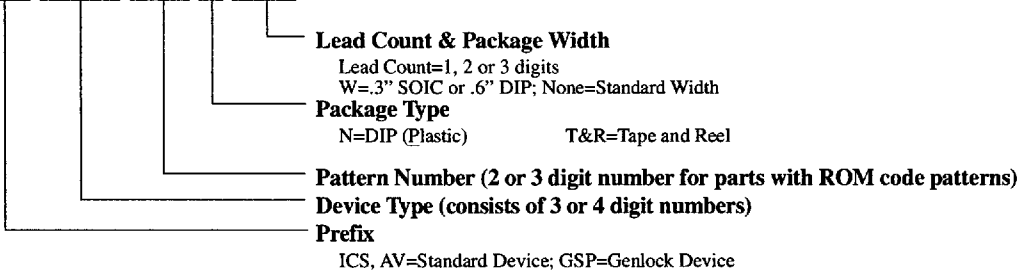 Lead Count & Package Width
Lead Count=1, 2 or 3 digits
W=.3” SOIC or .6” DIP; None=Standard Width
Package Type
N=DIP (Plastic) T&R=Tape and Reel
Pattern Number (2 or 3 digit number for parts with ROM code patterns)
Device Type (consists of 3 or 4 digit numbers)
Prefix
ICS, AV=Standard Device; GSP=Genlock Device